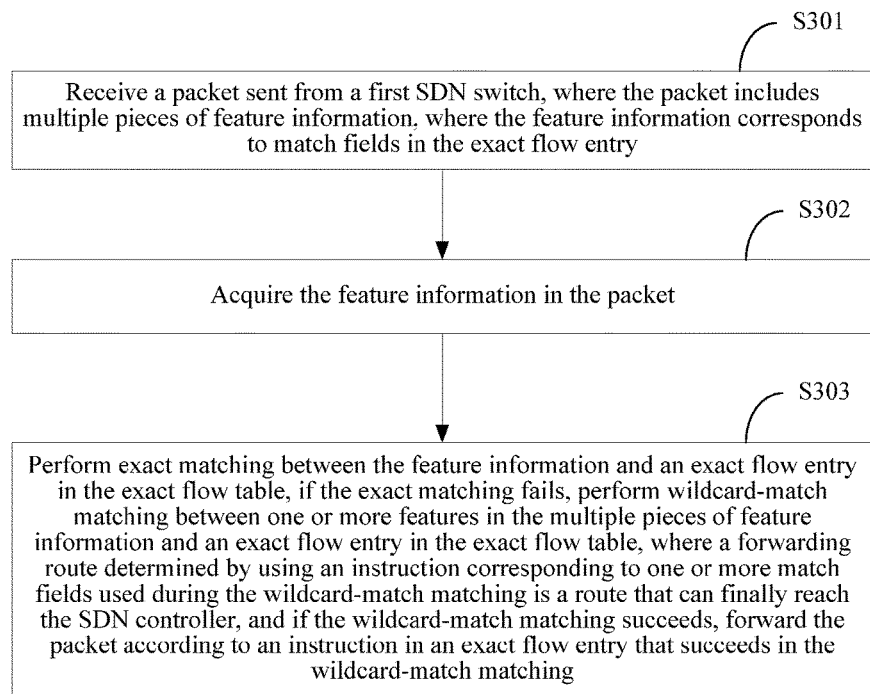 S301
Receive a packet sent from a first SDN switch, where the packet includes
multiple pieces of feature information, where the feature information corresponds
to match fields in the exact flow entry
S302
Acquire the feature information in the packet
S303
Perform exact matching between the feature information and an exact flow entry
in the exact flow table, if the exact matching fails, perform wildcard-match
matching between one or more features in the multiple pieces of feature
information and an exact flow entry in the exact flow table, where a forwarding
route determined by using an instruction corresponding to one or more match
fields used during the wildcard-match matching is a route that can finally reach
the SDN controller, and if the wildcard-match matching succeeds, forward the
packet according to an instruction in an exact flow entry that succeeds in the
wildcard-match matching